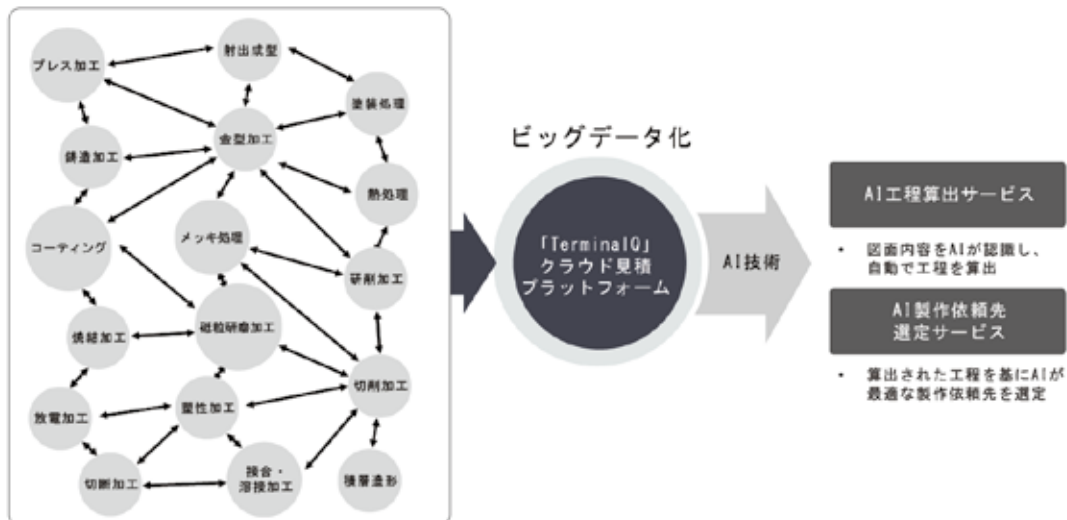 プレス加工
射出成型
塗装処理
金型加工
鋳造加工
熱処理
コーティング
メッキ処理
研削加工
砥粒研磨加工
焼結加工
切削加工
放電加工
塑性加工
切断加工
接合・
溶接加工
積層造形
ビッグデータ化
「TerminalQ」
クラウド見積
プラットフォーム
AI技術
AI工程算出サービス
・ 図面内容をAIが認識し、
自動で工程を算出
AI製作依頼先
選定サービス
・ 算出された工程を基にAIが
最適な製作依頼先を選定